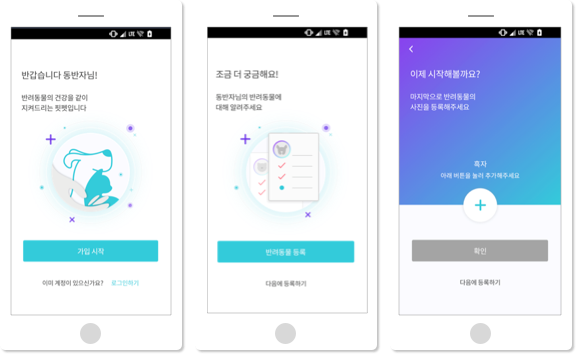 LTE
반갑습니다 동반자님!
반려동물의 건강을 같이
지켜드리는 핏펫입니다
가입 시작
이미 계정이 있으신가요? 로그인하기
LTE
조금 더 궁금해요!
동반자님의 반려동물에
대해 알려주세요
반려동물 등록
다음에 등록하기
LTE
이제 시작해볼까요?
마지막으로 반려동물의
사진을 등록해주세요
흑자
아래 버튼을 눌러 추가해주세요
확인
다음에 등록하기